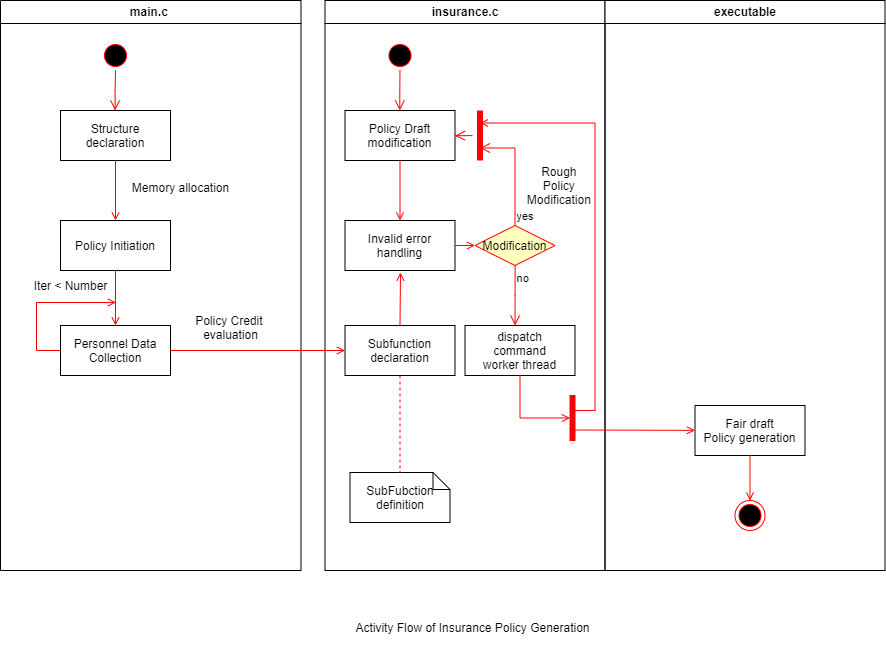 main.c
insurance.c
executable
Structure
declaration
Memory allocation
Policy Initiation
Iter < Number
Personnel Data
Collection
Policy Credit
evaluation
Policy Draft
modification
Rough
Policy
Modification
yes
Invalid error
handling
Modification
no
Subfunction
declaration
dispatch
command
worker thread
SubFubction
definition
Fair draft
Policy generation
Activity Flow of Insurance Policy Generation